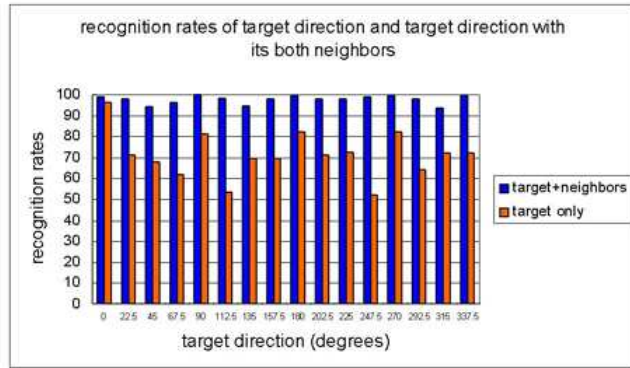 recognition rates of target direction and target direction with
its both neighbors
100
90
80
70
60
50
40
30
20
10
0
recognition rates
0 22.5 45 67.5 90 112.5 135 157.5 180 202.5 225 247.5 270 292.5 315 337.5
target direction (degrees)
target+neighbors
target only